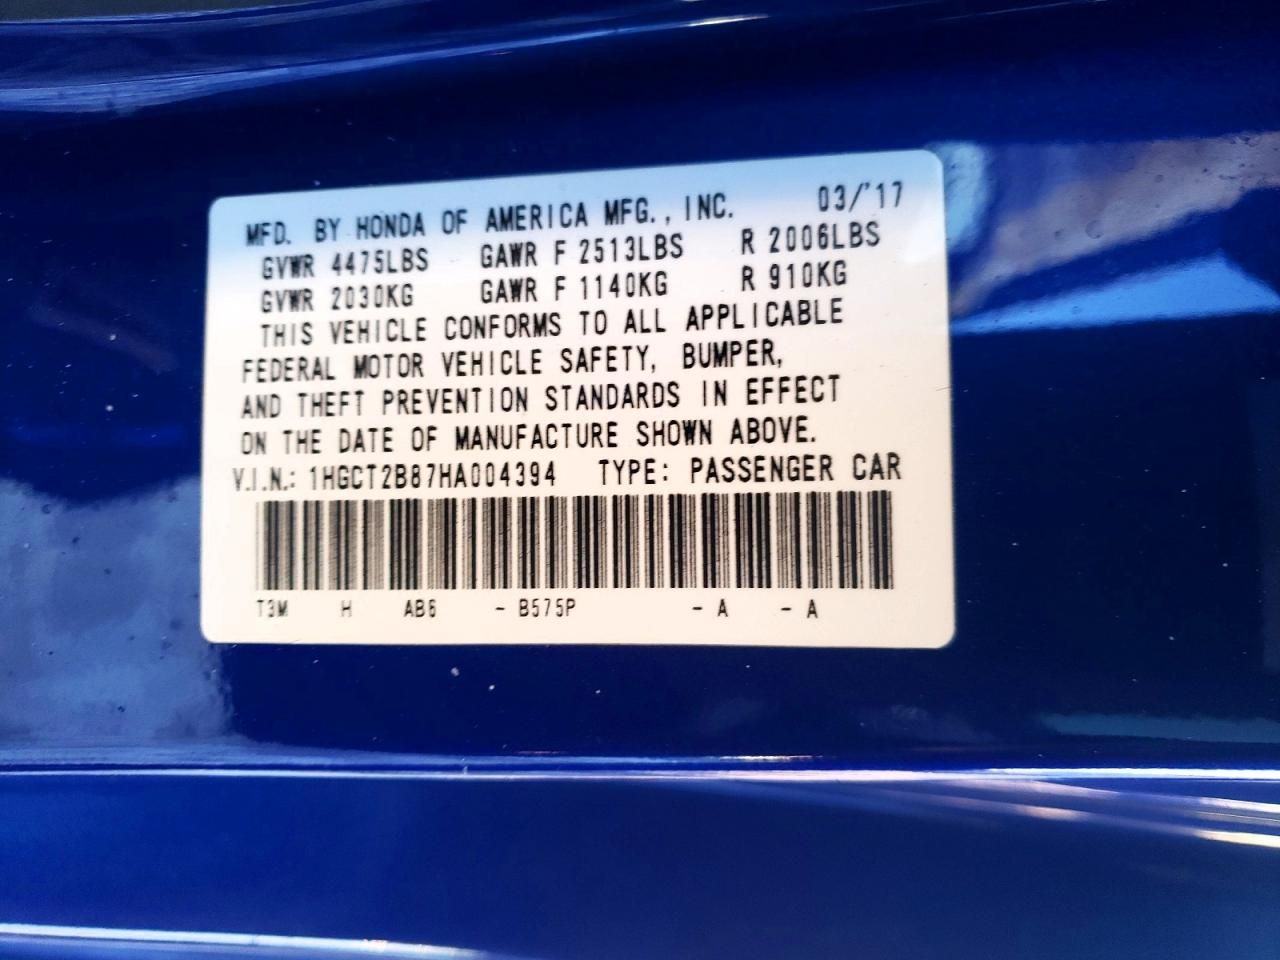 MFD. BY HONDA OF AMERICA MFG., INC. 03/'17
GVWR 4475LBS GAWR F 2513LBS R 2006LBS
GVWR 2030KG GAWR F 1140KG R 910KG
THIS VEHICLE CONFORMS TO ALL APPLICABLE
FEDERAL MOTOR VEHICLE SAFETY, BUMPER,
AND THEFT PREVENTION STANDARDS IN EFFECT
ON THE DATE OF MANUFACTURE SHOWN ABOVE.
V.I.N.: 1HGCT2B87HA004394 TYPE: PASSENGER CAR
T3M H AB6 - B575P - A - A